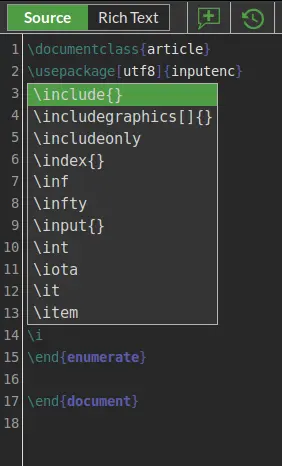 Source Rich Text
1 \documentclass{article}
2 \usepackage[utf8]{inputenc}
3 \include{}
4 \includegraphics[]{}
5 \includeonly
6 \index{}
7 \inf
8 \infty
9 \input{}
10 \int
11 \iota
12 \it
13 \item
14 \i
15 \end{enumerate}
16
17 \end{document}
18